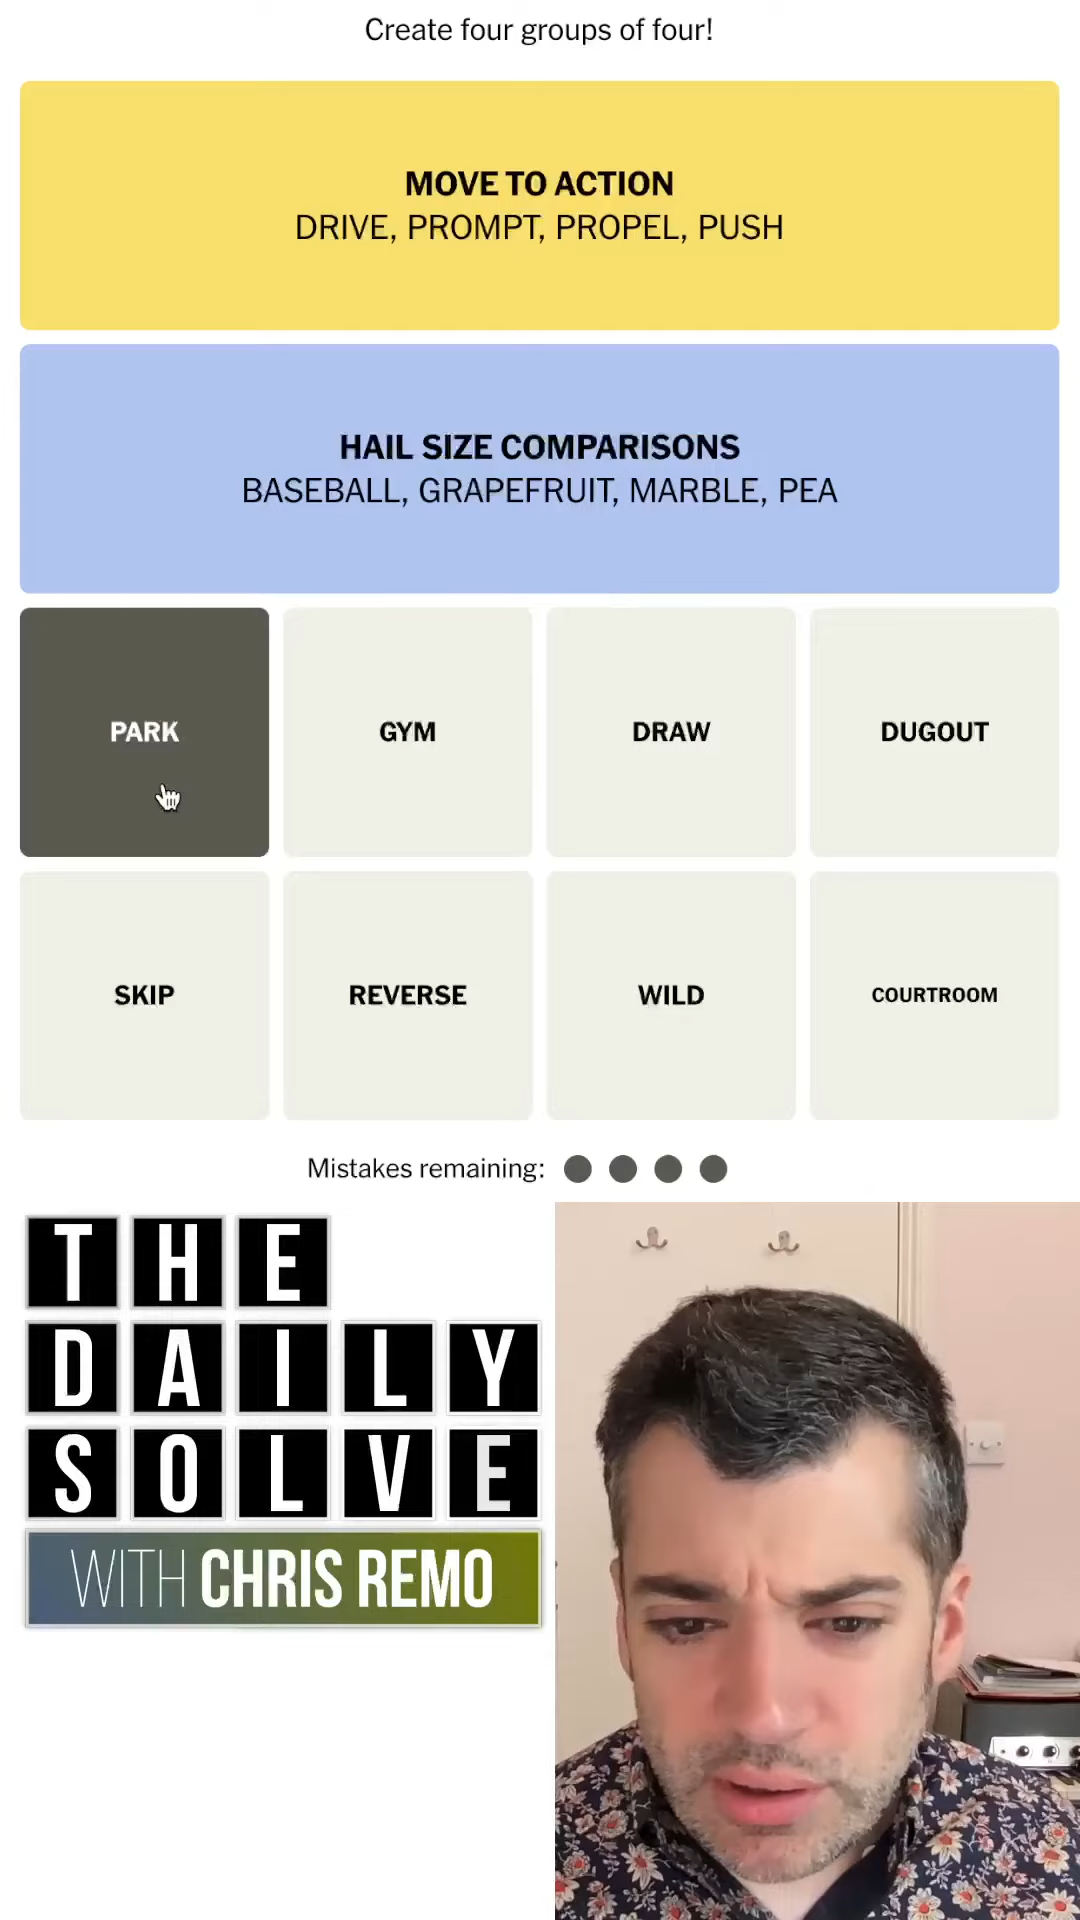 Create four groups of four!
MOVE TO ACTION
DRIVE, PROMPT, PROPEL, PUSH
HAIL SIZE COMPARISONS
BASEBALL, GRAPEFRUIT, MARBLE, PEA
PARK GYM DRAW DUGOUT
SKIP REVERSE WILD COURTROOM
Mistakes remaining:
THE
DAILY
SOLVE
WITH CHRIS REMO